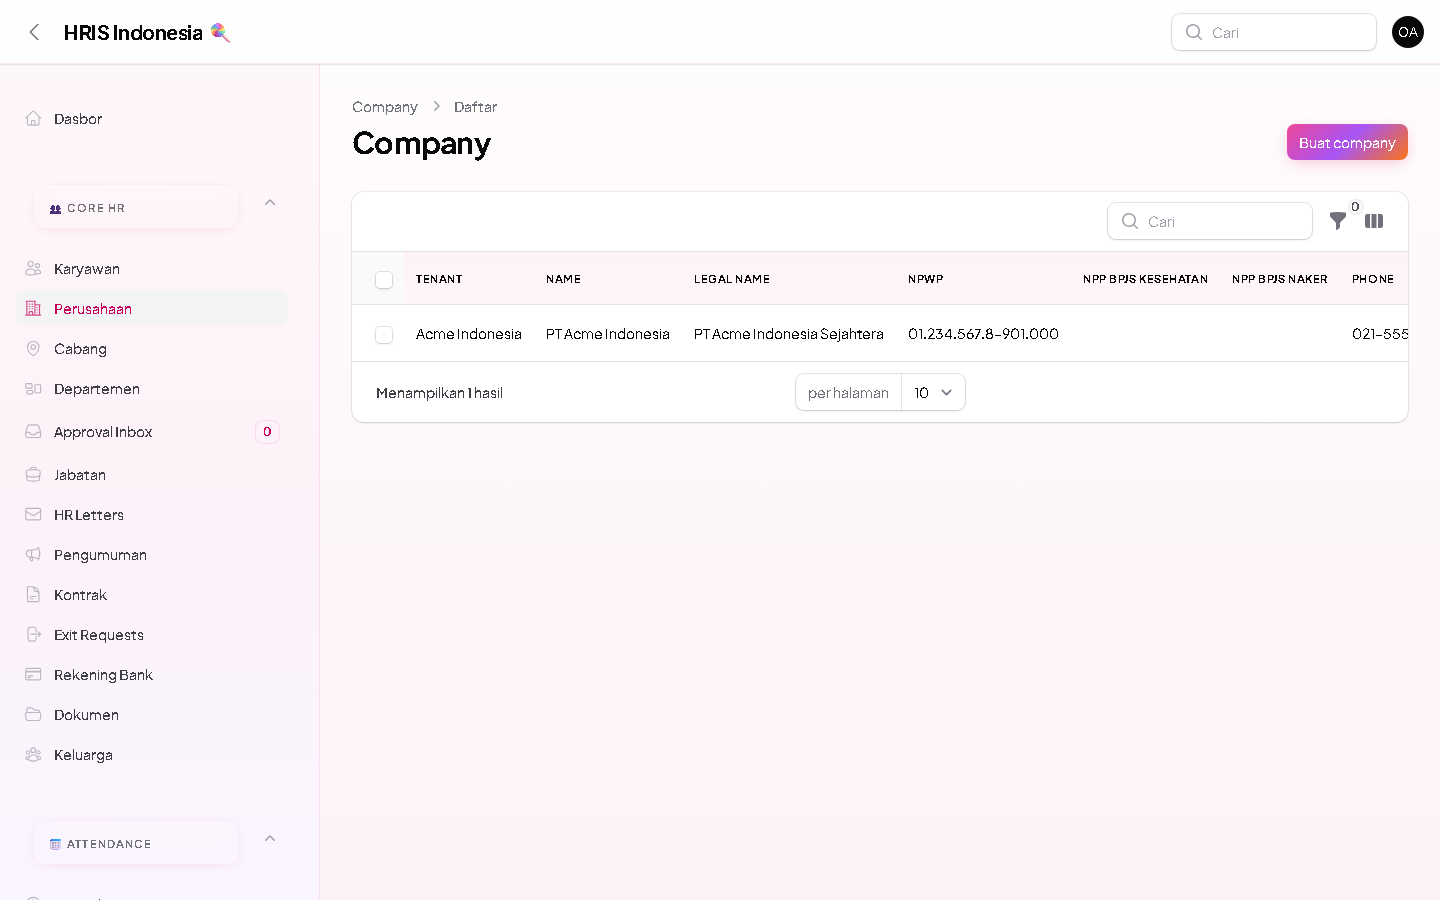 HRIS Indonesia 🍭
Cari
OA
Dasbor
👥 CORE HR
Karyawan
Perusahaan
Cabang
Departemen
Approval Inbox 0
Jabatan
HR Letters
Pengumuman
Kontrak
Exit Requests
Rekening Bank
Dokumen
Keluarga
🗓️ ATTENDANCE
Company > Daftar
Company
Buat company
Cari
0
TENANT NAME LEGAL NAME NPWP NPP BPJS KESEHATAN NPP BPJS NAKER PHONE
Acme Indonesia PT Acme Indonesia PT Acme Indonesia Sejahtera 01.234.567.8-901.000 021-555
Menampilkan 1 hasil
per halaman 10